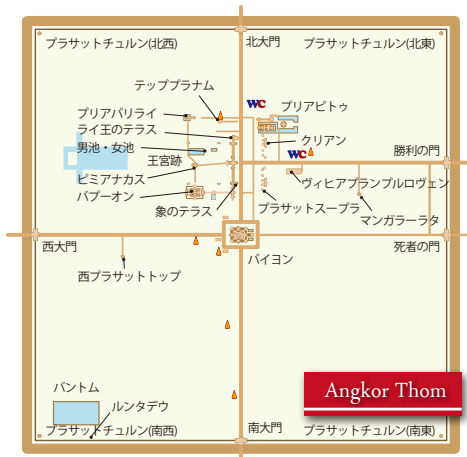 プラサットチュルン(北西)
北大門
プラサットチュルン(北東)
テッププラナム
WC
プリアピトゥ
プリアパリライ
ライ王のテラス
クリアン
男池・女池
WC
勝利の門
王宮跡
ピミアナカス
ヴィヒアプランプルロヴェン
バプーオン
プラサットスープラ
象のテラス
マンガラーラタ
西大門
死者の門
バイヨン
西プラサットトップ
Angkor Thom
バントム
ルンタデウ
プラサットチュルン(南西)
南大門
プラサットチュルン(南東)